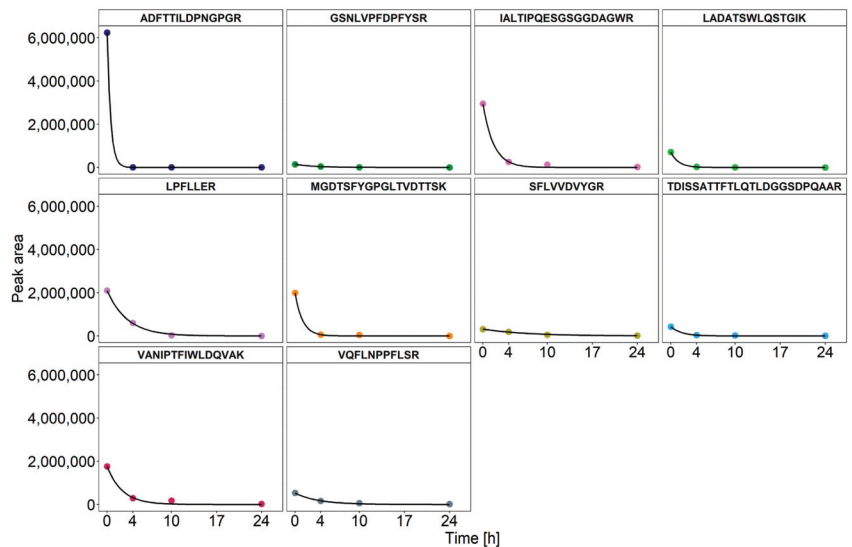 ADFTTILDPNGPGR
GSNLVPFDPFYSR
IALTIPQESGSGGDAGWR
LADATSWLQSTGIK
6,000,000
4,000,000
2,000,000
0
LPFLLER
MGDTSFYGPGLTVDTTSK
SFLVVDVYGR
TDISSATTFTLQTLDGGSDPQAAR
Peak area
6,000,000
4,000,000
2,000,000
0
0 4 10 17 24
0 4 10 17 24
VANIPTFIWLDQVAK
VQFLNPPFLSR
6,000,000
4,000,000
2,000,000
0
0 4 10 17 24
0 4 10 17 24
Time [h]